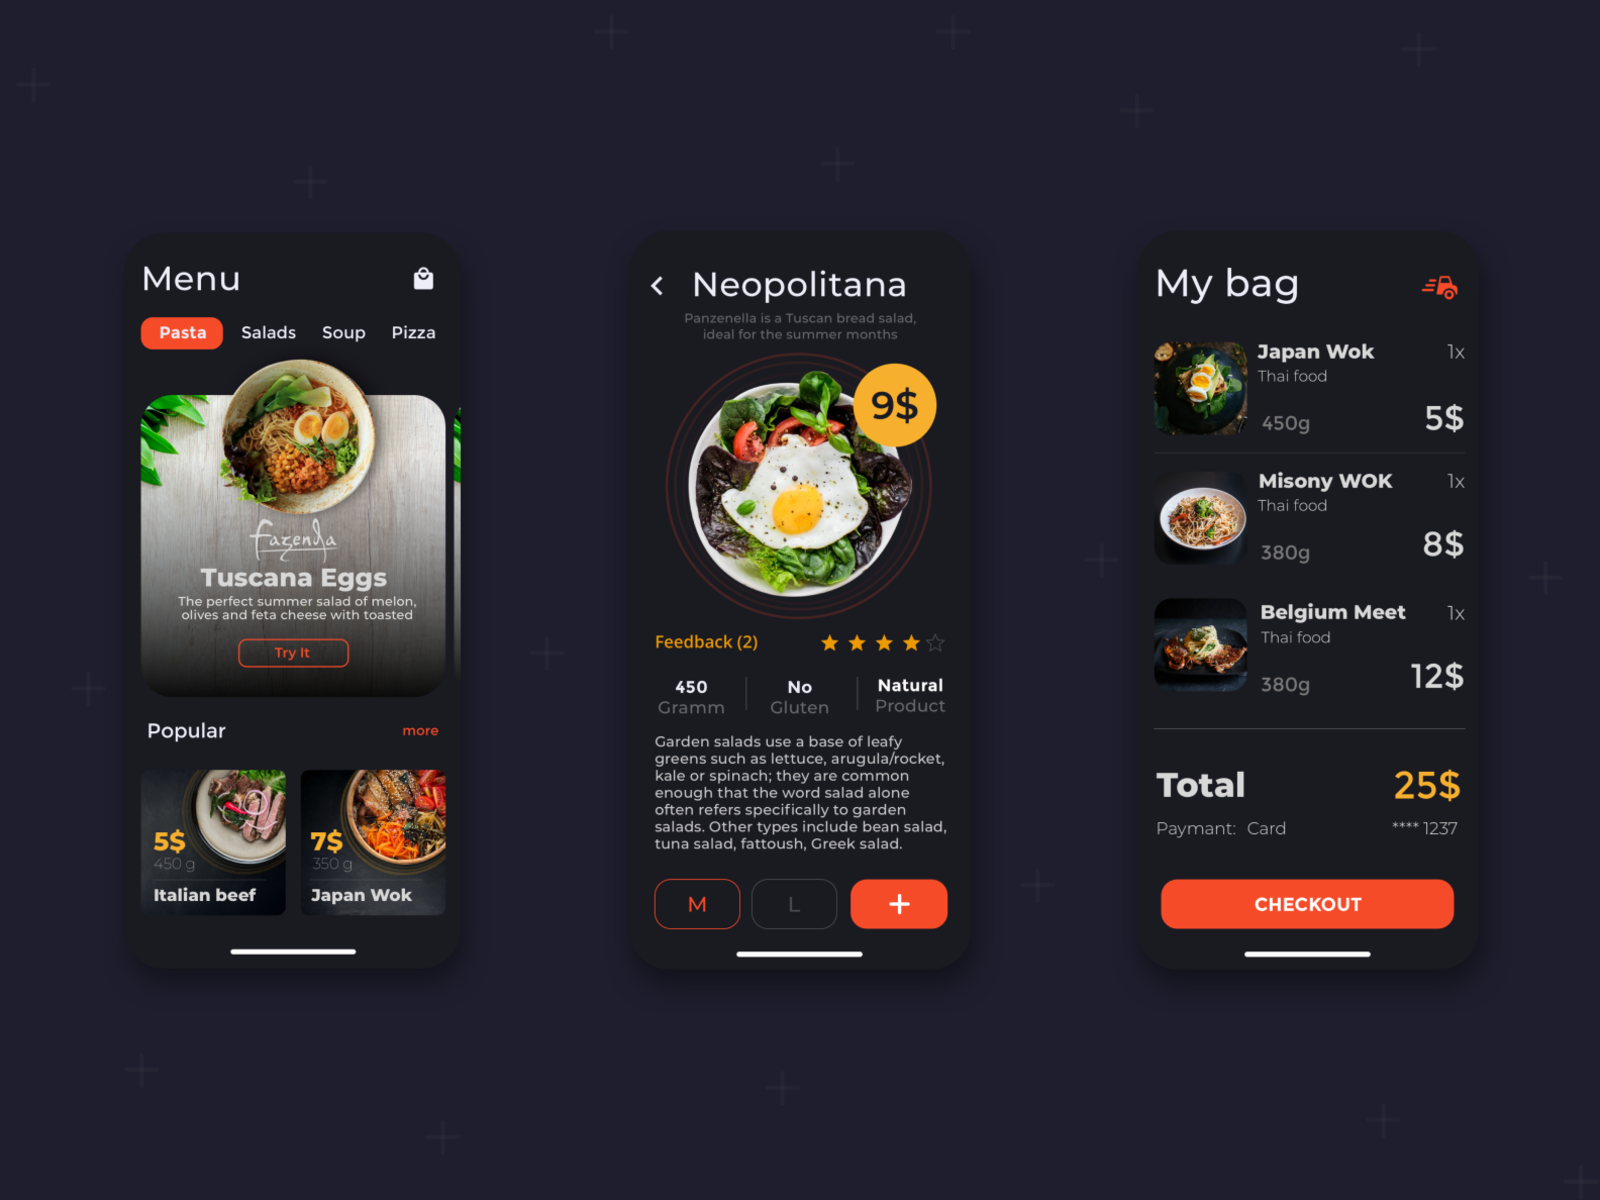 Menu
Pasta Salads Soup Pizza
fazenda
Tuscana Eggs
The perfect summer salad of melon,
olives and feta cheese with toasted
Try It
Popular more
5$
450 g
Italian beef
7$
350 g
Japan Wok
Neopolitana
Panzenella is a Tuscan bread salad,
ideal for the summer months
9$
Feedback (2)
450
Gramm
No
Gluten
Natural
Product
Garden salads use a base of leafy
greens such as lettuce, arugula/rocket,
kale or spinach; they are common
enough that the word salad alone
often refers specifically to garden
salads. Other types include bean salad,
tuna salad, fattoush, Greek salad.
M L +
My bag
Japan Wok 1x
Thai food
450g 5$
Misony WOK 1x
Thai food
380g 8$
Belgium Meet 1x
Thai food
380g 12$
Total 25$
Paymant: Card **** 1237
CHECKOUT